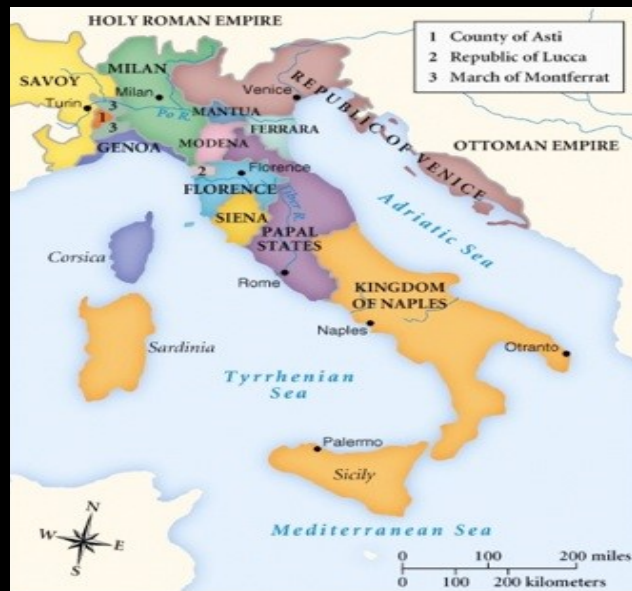 HOLY ROMAN EMPIRE
1 County of Asti
2 Republic of Lucca
3 March of Montferrat
SAVOY
MILAN
Milan
Venice
REPUBLIC OF VENICE
Turin
3
Po R.
MANTUA
1
3
FERRARA
GENOA
MODENA
OTTOMAN EMPIRE
2
Florence
FLORENCE
Tiber R.
SIENA
Adriatic Sea
PAPAL
STATES
Corsica
Rome
KINGDOM
OF NAPLES
Naples
Otranto
Sardinia
Tyrrhenian
Sea
Palermo
Sicily
N
W
E
S
Mediterranean Sea
0 100 200 miles
0 100 200 kilometers